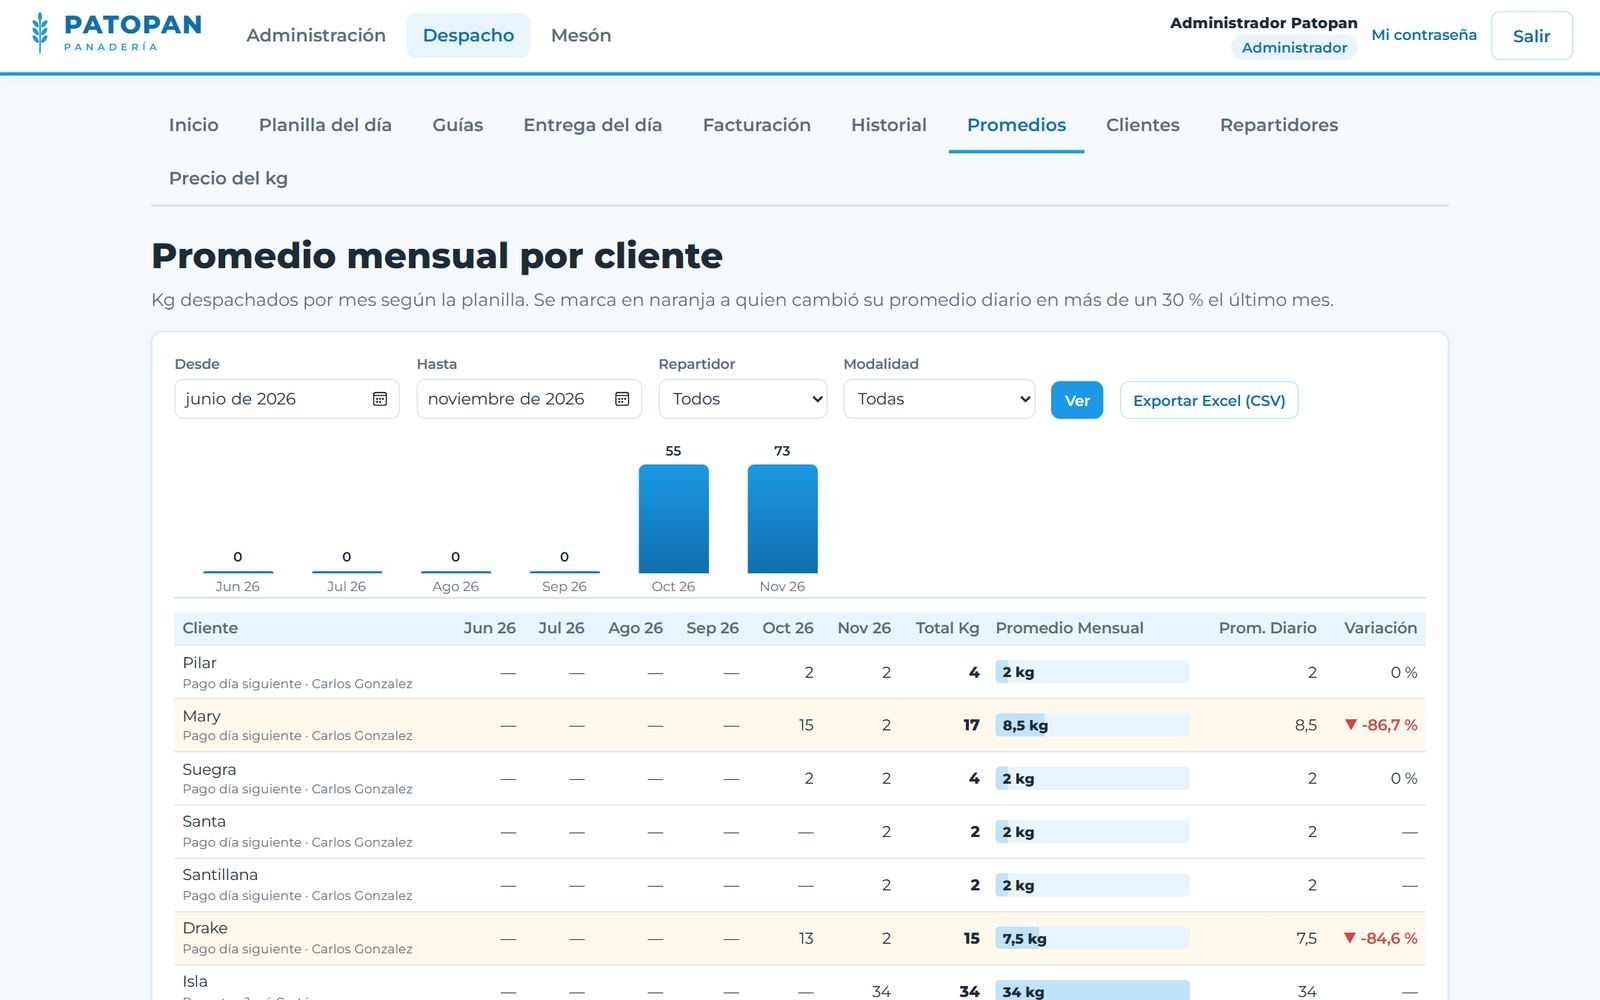 PATOPAN
PANADERÍA
Administración Despacho Mesón
Administrador Patopan
Administrador
Mi contraseña
Salir
Inicio Planilla del día Guías Entrega del día Facturación Historial Promedios Clientes Repartidores
Precio del kg
Promedio mensual por cliente
Kg despachados por mes según la planilla. Se marca en naranja a quien cambió su promedio diario en más de un 30 % el último mes.
Desde Hasta Repartidor Modalidad
junio de 2026 noviembre de 2026 Todos Todas Ver Exportar Excel (CSV)
55 73
0 0 0 0
Jun 26 Jul 26 Ago 26 Sep 26 Oct 26 Nov 26
Cliente Jun 26 Jul 26 Ago 26 Sep 26 Oct 26 Nov 26 Total Kg Promedio Mensual Prom. Diario Variación
Pilar
Pago día siguiente · Carlos Gonzalez
— — — — 2 2 4 2 kg 2 0 %
Mary
Pago día siguiente · Carlos Gonzalez
— — — — 15 2 17 8,5 kg 8,5 ▼ -86,7 %
Suegra
Pago día siguiente · Carlos Gonzalez
— — — — 2 2 4 2 kg 2 0 %
Santa
Pago día siguiente · Carlos Gonzalez
— — — — — 2 2 2 kg 2 —
Santillana
Pago día siguiente · Carlos Gonzalez
— — — — — 2 2 2 kg 2 —
Drake
Pago día siguiente · Carlos Gonzalez
— — — — 13 2 15 7,5 kg 7,5 ▼ -84,6 %
Isla
— — — — — 34 34 34 kg 34 —